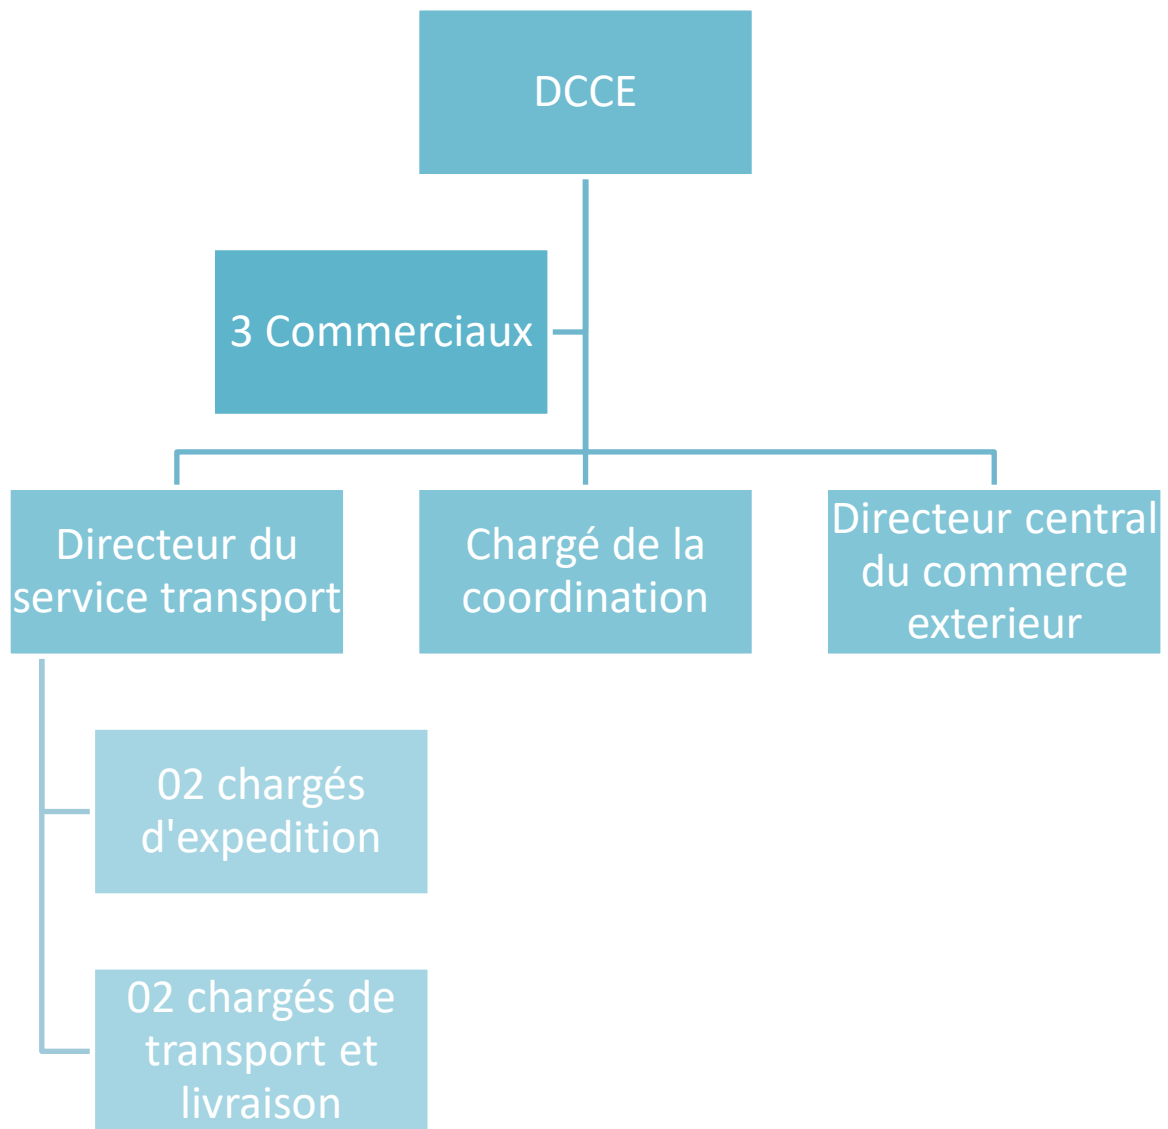 DCCE
3 Commerciaux
Directeur du
service transport
Chargé de la
coordination
Directeur central
du commerce
exterieur
02 chargés
d'expedition
02 chargés de
transport et
livraison